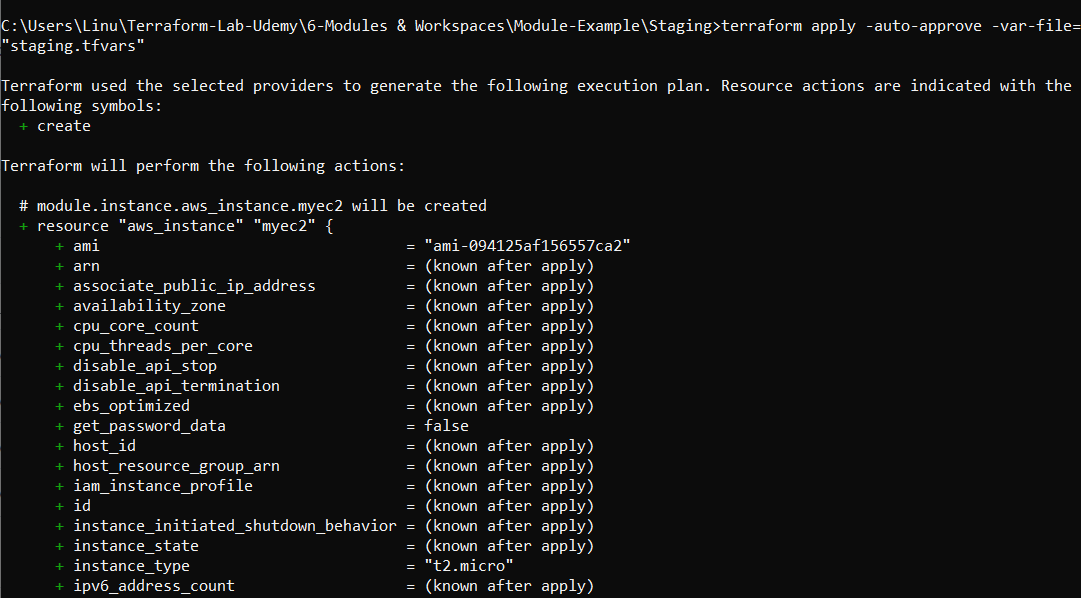 C:\Users\Linu\Terraform-Lab-Udemy\6-Modules & Workspaces\Module-Example\Staging>terraform apply -auto-approve -var-file=
"staging.tfvars"
Terraform used the selected providers to generate the following execution plan. Resource actions are indicated with the
following symbols:
  + create
Terraform will perform the following actions:
  # module.instance.aws_instance.myec2 will be created
  + resource "aws_instance" "myec2" {
      + ami                                  = "ami-094125af156557ca2"
      + arn                                  = (known after apply)
      + associate_public_ip_address          = (known after apply)
      + availability_zone                    = (known after apply)
      + cpu_core_count                       = (known after apply)
      + cpu_threads_per_core                 = (known after apply)
      + disable_api_stop                     = (known after apply)
      + disable_api_termination              = (known after apply)
      + ebs_optimized                        = (known after apply)
      + get_password_data                    = false
      + host_id                              = (known after apply)
      + host_resource_group_arn              = (known after apply)
      + iam_instance_profile                 = (known after apply)
      + id                                   = (known after apply)
      + instance_initiated_shutdown_behavior = (known after apply)
      + instance_state                       = (known after apply)
      + instance_type                        = "t2.micro"
      + ipv6_address_count                   = (known after apply)